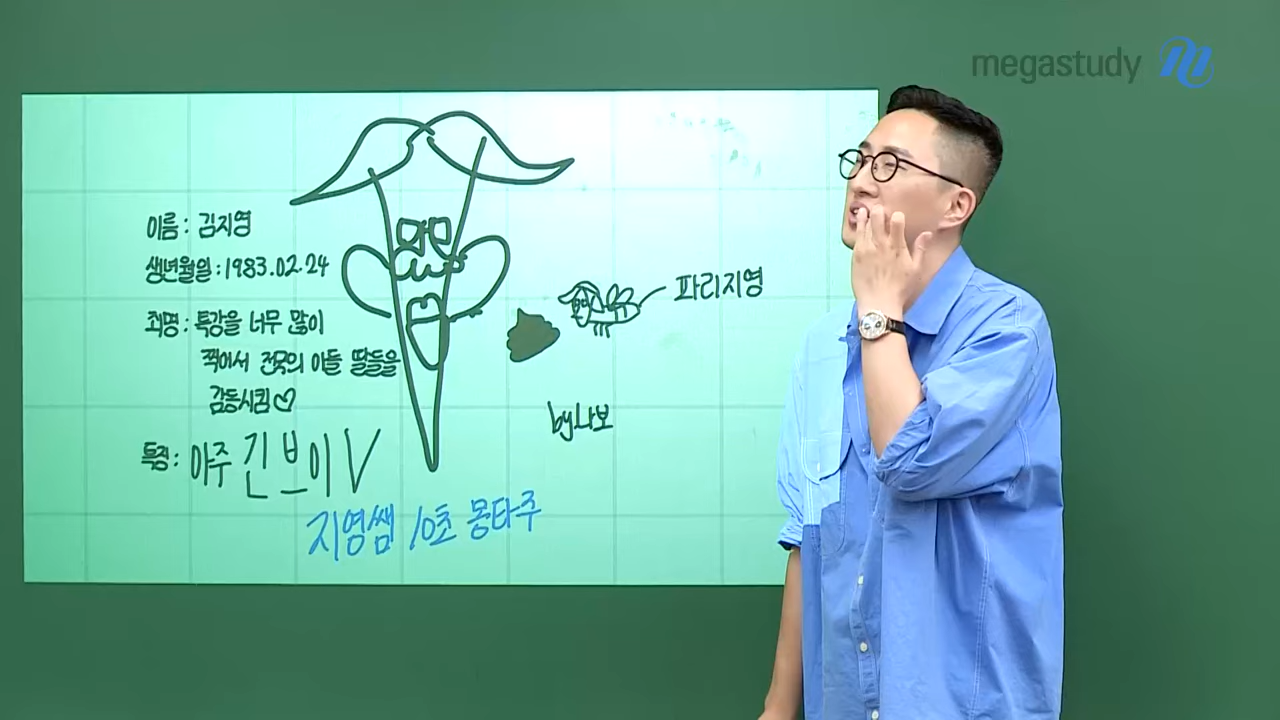 megastudy
이름 : 김지영
생년월일 : 1983.02.24
죄명 : 특강을 너무 많이
찍어서 전국의 아들 딸들을
감동시킴♡
특징 : 아주 긴 브이 V
파리지영
by 나보
지영쌤 10초 몽타주